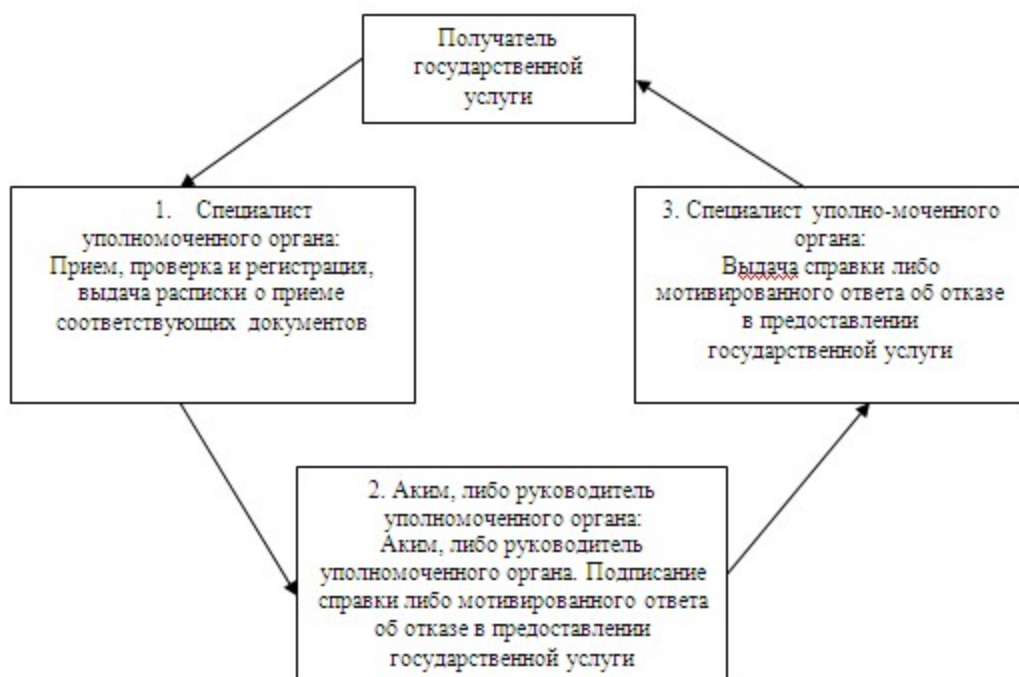 Получатель
государственной
услуги
1. Специалист
уполномоченного органа:
Прием, проверка и регистрация,
выдача расписки о приеме
соответствующих документов
2. Аким, либо руководитель
уполномоченного органа:
Аким, либо руководитель
уполномоченного органа. Подписание
справки либо мотивированного ответа
об отказе в предоставлении
государственной услуги
3. Специалист уполно-моченного
органа:
Выдача справки либо
мотивированного ответа об отказе
в предоставлении
государственной услуги